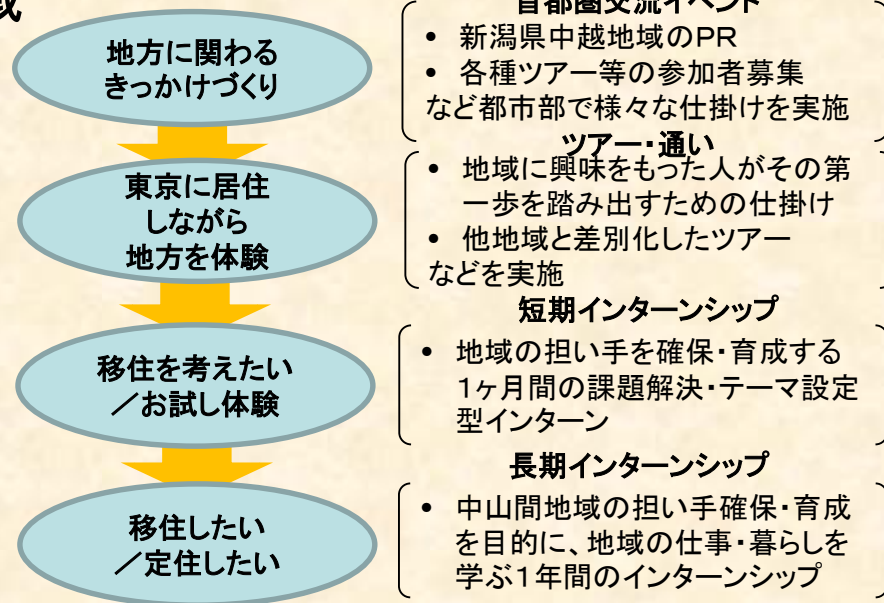 地方に関わる
きっかけづくり
首都圏交流イベント
• 新潟県中越地域のPR
• 各種ツアー等の参加者募集
など都市部で様々な仕掛けを実施
東京に居住
しながら
地方を体験
ツアー・通い
• 地域に興味をもった人がその第
一歩を踏み出すための仕掛け
• 他地域と差別化したツアー
などを実施
移住を考えたい
／お試し体験
短期インターンシップ
• 地域の担い手を確保・育成する
1ヶ月間の課題解決・テーマ設定
型インターン
移住したい
／定住したい
長期インターンシップ
• 中山間地域の担い手確保・育成
を目的に、地域の仕事・暮らしを
学ぶ1年間のインターンシップ